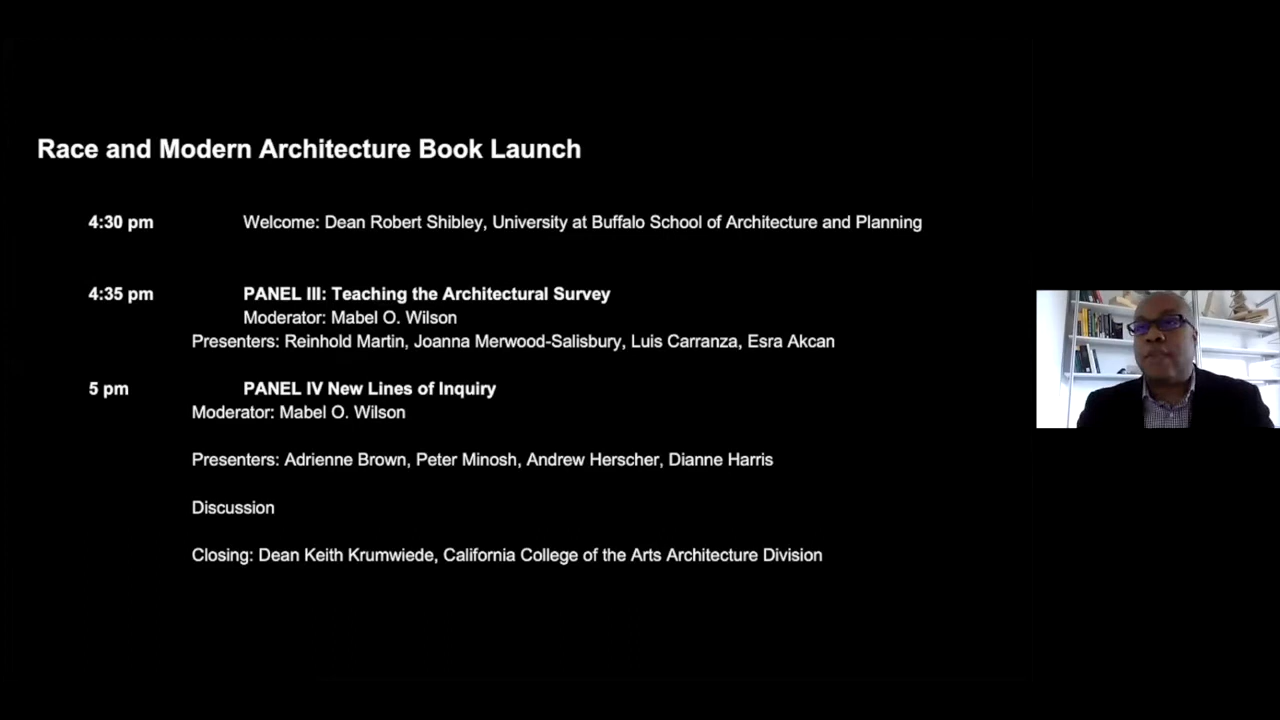 Race and Modern Architecture Book Launch
4:30 pm Welcome: Dean Robert Shibley, University at Buffalo School of Architecture and Planning
4:35 pm PANEL III: Teaching the Architectural Survey
Moderator: Mabel O. Wilson
Presenters: Reinhold Martin, Joanna Merwood-Salisbury, Luis Carranza, Esra Akcan
5 pm PANEL IV New Lines of Inquiry
Moderator: Mabel O. Wilson
Presenters: Adrienne Brown, Peter Minosh, Andrew Herscher, Dianne Harris
Discussion
Closing: Dean Keith Krumwiede, California College of the Arts Architecture Division